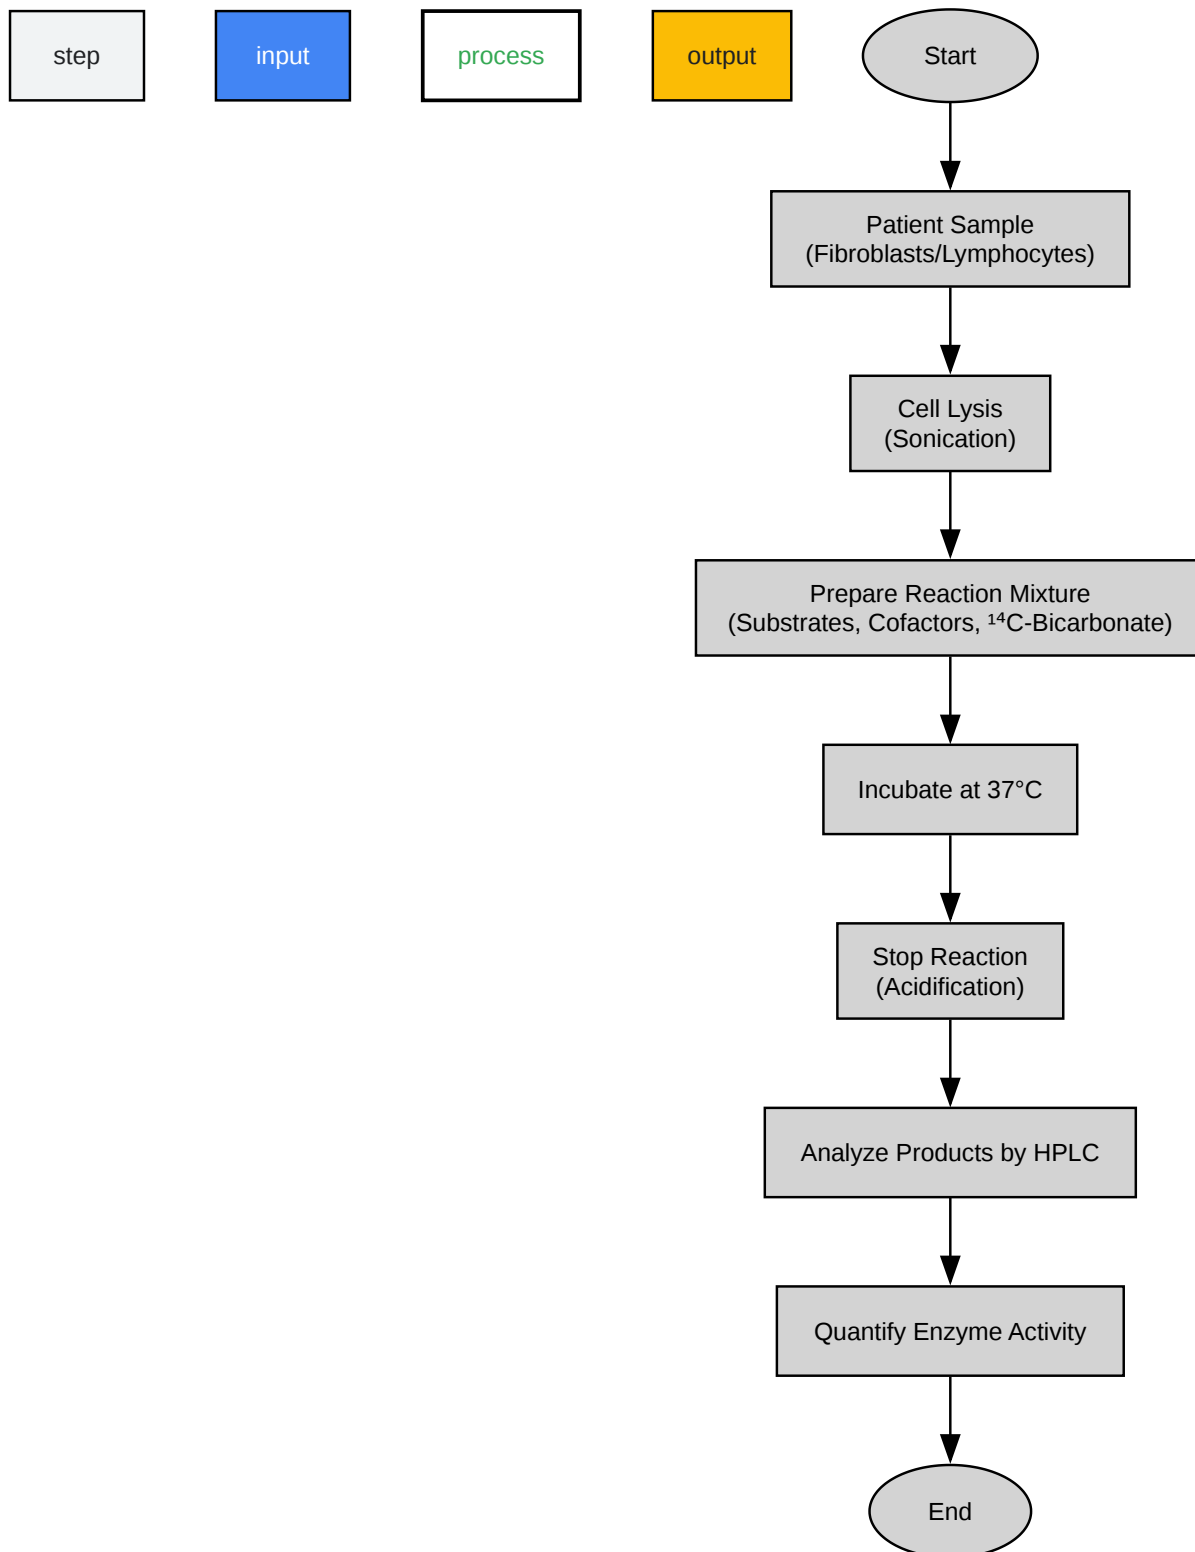 step
input
process
output
Start
Patient Sample
(Fibroblasts/Lymphocytes)
Cell Lysis
(Sonication)
Prepare Reaction Mixture
(Substrates, Cofactors, ¹⁴C-Bicarbonate)
Incubate at 37°C
Stop Reaction
(Acidification)
Analyze Products by HPLC
Quantify Enzyme Activity
End